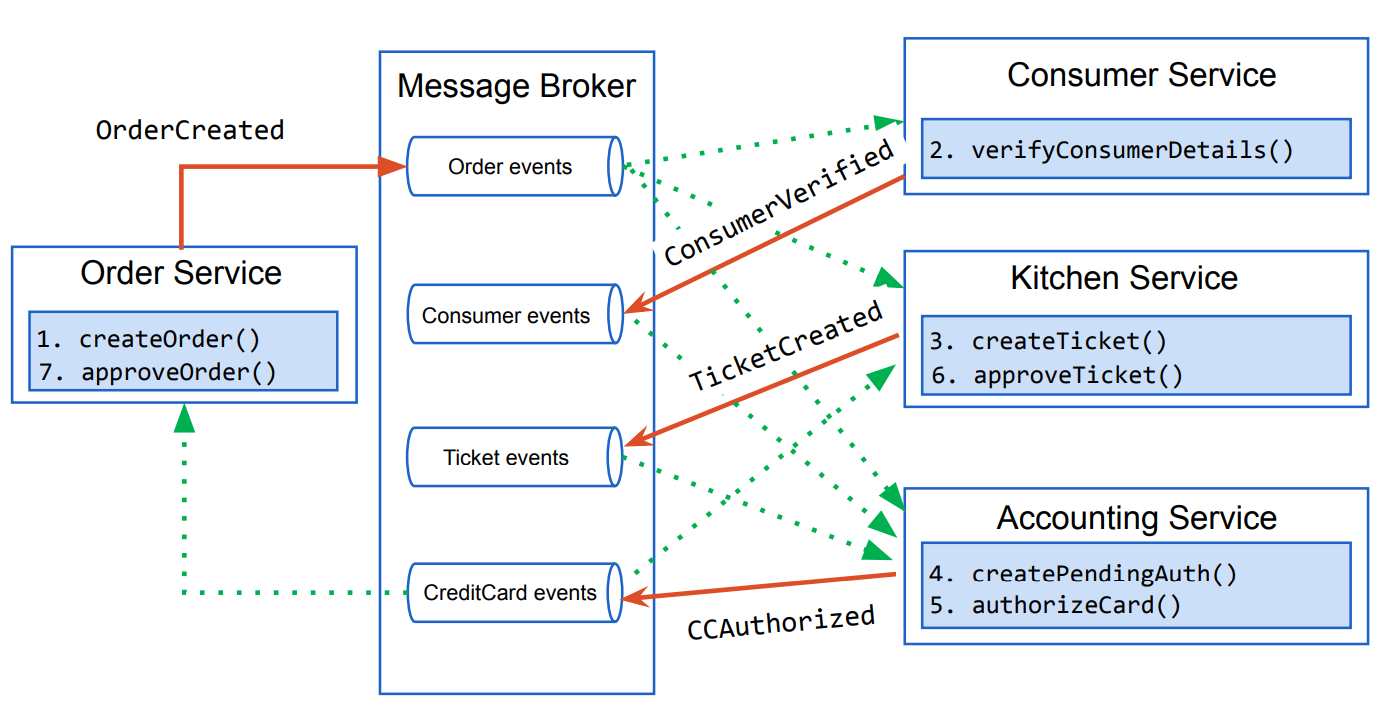 OrderCreated
Message Broker
Order events
Consumer events
Ticket events
CreditCard events
Order Service
1. createOrder()
7. approveOrder()
ConsumerVerified
TicketCreated
CCAuthorized
Consumer Service
2. verifyConsumerDetails()
Kitchen Service
3. createTicket()
6. approveTicket()
Accounting Service
4. createPendingAuth()
5. authorizeCard()